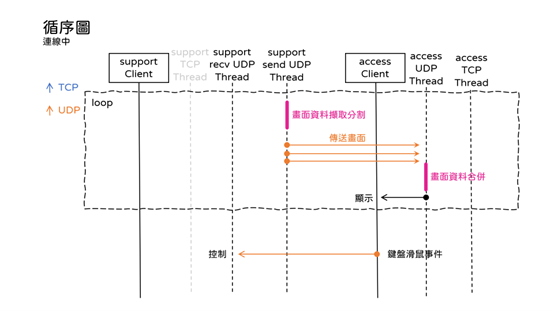 循序圖
連線中
TCP
UDP
support
Client
support
TCP
Thread
support
recv UDP
Thread
support
send UDP
Thread
access
Client
access
UDP
Thread
access
TCP
Thread
loop
畫面資料擷取分割
傳送畫面
畫面資料合併
顯示
控制
鍵盤滑鼠事件